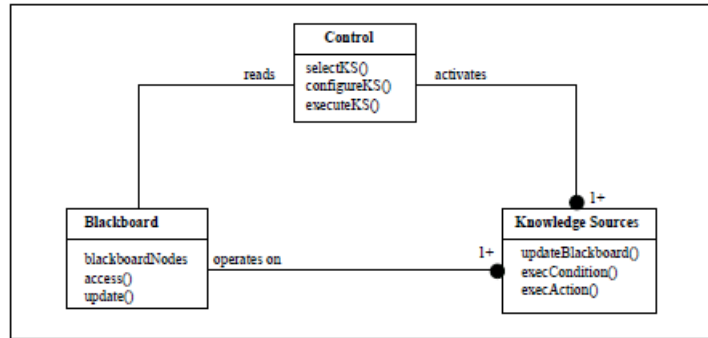 Control
selectKS()
configureKS()
executeKS()
reads
activates
1+
Blackboard
blackboardNodes
access()
update()
operates on
1+
Knowledge Sources
updateBlackboard()
execCondition()
execAction()